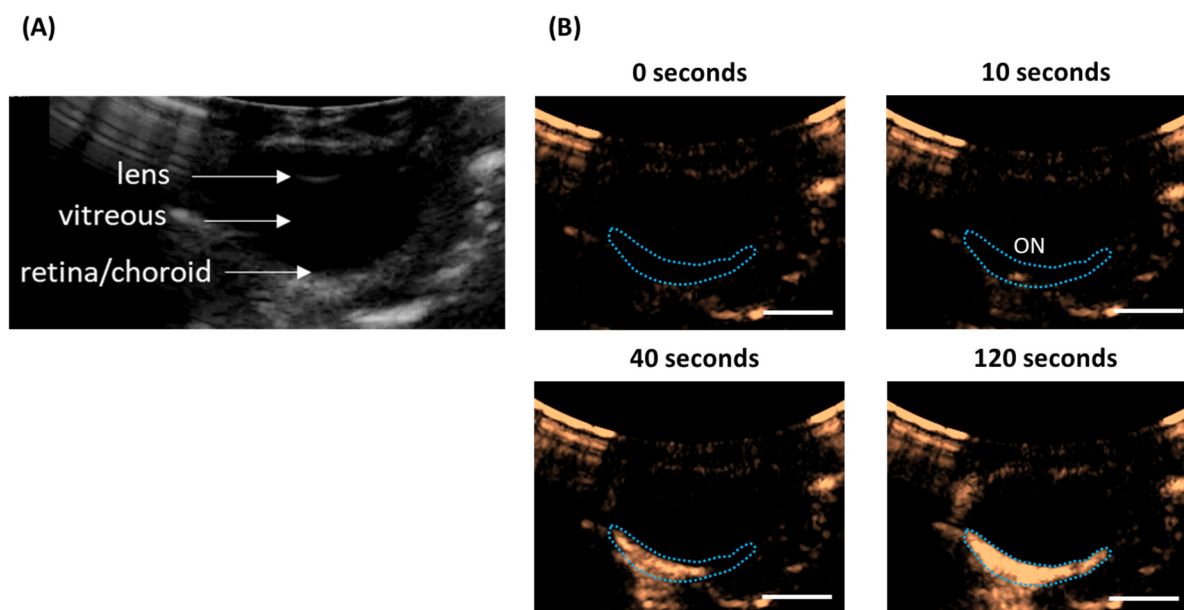 (A)
(B)
0 seconds
10 seconds
lens
vitreous
retina/choroid
ON
40 seconds
120 seconds